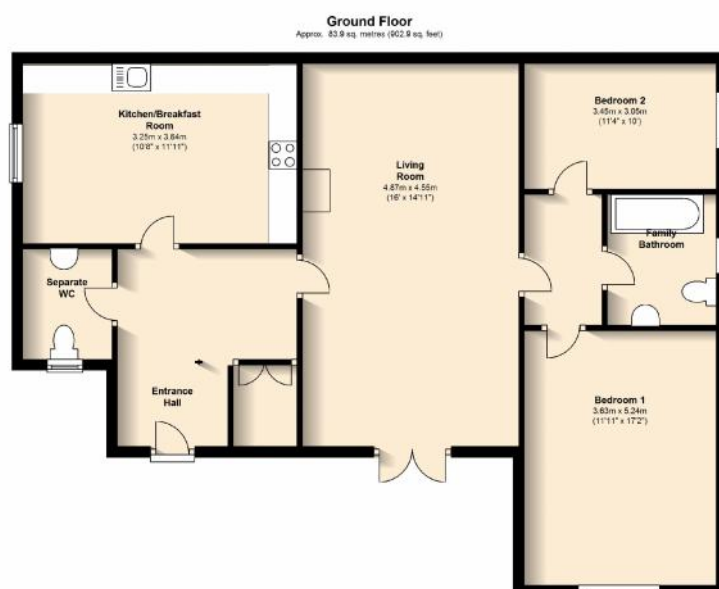 Ground Floor
Approx. 83.9 sq. metres (902.9 sq. feet)
Kitchen/Breakfast
Room
3.25m x 3.64m
(10'8" x 11'11")
Bedroom 2
3.45m x 3.05m
(11'4" x 10')
Living
Room
4.87m x 4.55m
(16' x 14'11")
Family
Bathroom
Separate
WC
Entrance
Hall
Bedroom 1
3.63m x 5.24m
(11'11" x 17'2")